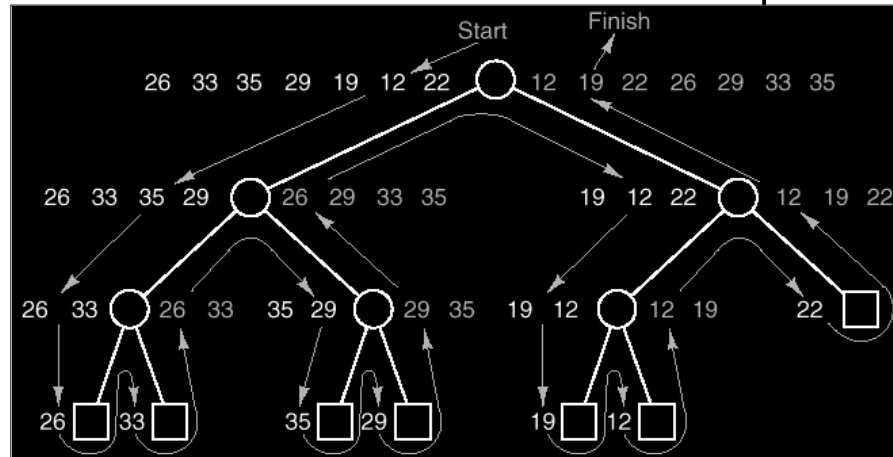 Start
Finish
26 33 35 29 19 12 22 12 19 22 26 29 33 35
26 33 35 29 26 29 33 35 19 12 22 12 19 22
26 33 26 33 35 29 29 35 19 12 12 19 22
26 33 35 29 19 12